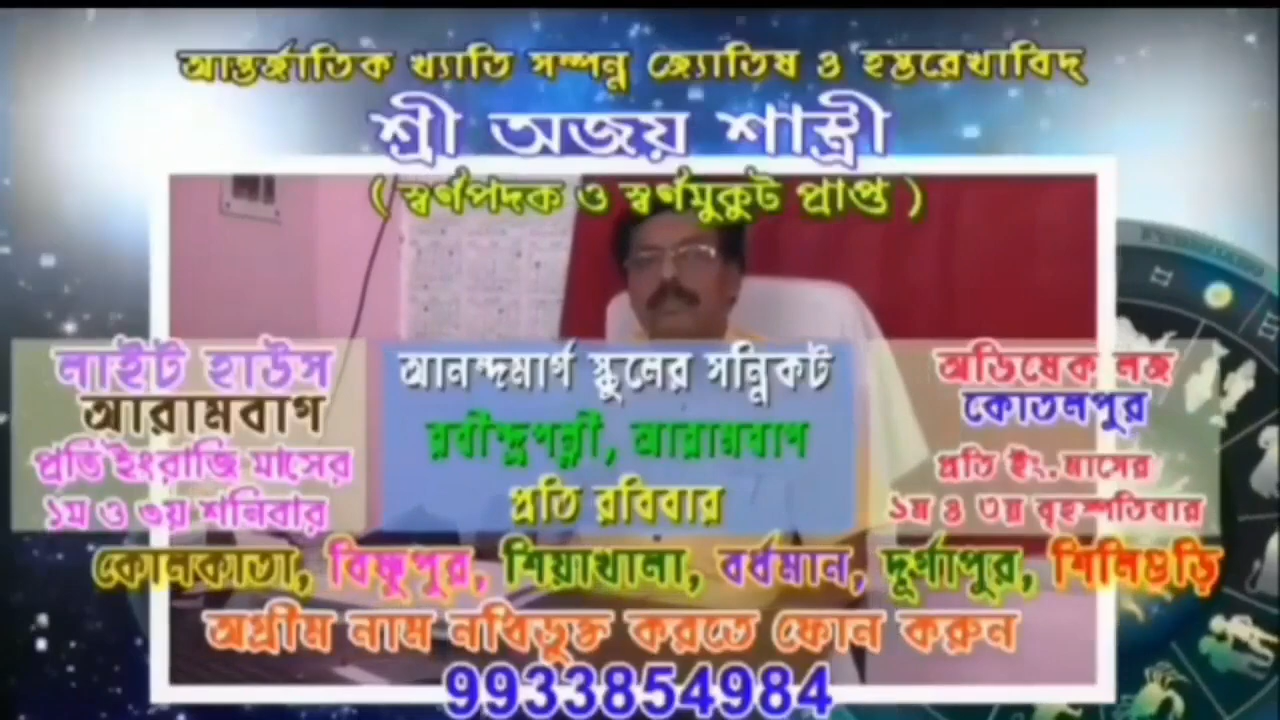 আন্তর্জাতিক খ্যাতি সম্পন্ন জ্যোতিষ ও হস্তরেখাবিদ্
শ্রী অজয় শাস্ত্রী
( স্বর্ণপদক ও স্বর্ণমুকুট প্রাপ্ত )
লাইট হাউস
আরামবাগ
প্রতি ইংরাজি মাসের
১ম ও ৩য় শনিবার
আনন্দমার্গ স্কুলের সন্নিকট
রবীন্দ্রপল্লী, আরামবাগ
প্রতি রবিবার
অভিষেক লজ
কোতলপুর
প্রতি ইং.মাসের
১ম ও ৩য় বৃহস্পতিবার
কোলকাতা, বিষ্ণুপুর, শিয়াখালা, বর্ধমান, দূর্গাপুর, শিলিগুড়ি
অগ্রীম নাম নথিভুক্ত করতে ফোন করুন
9933854984